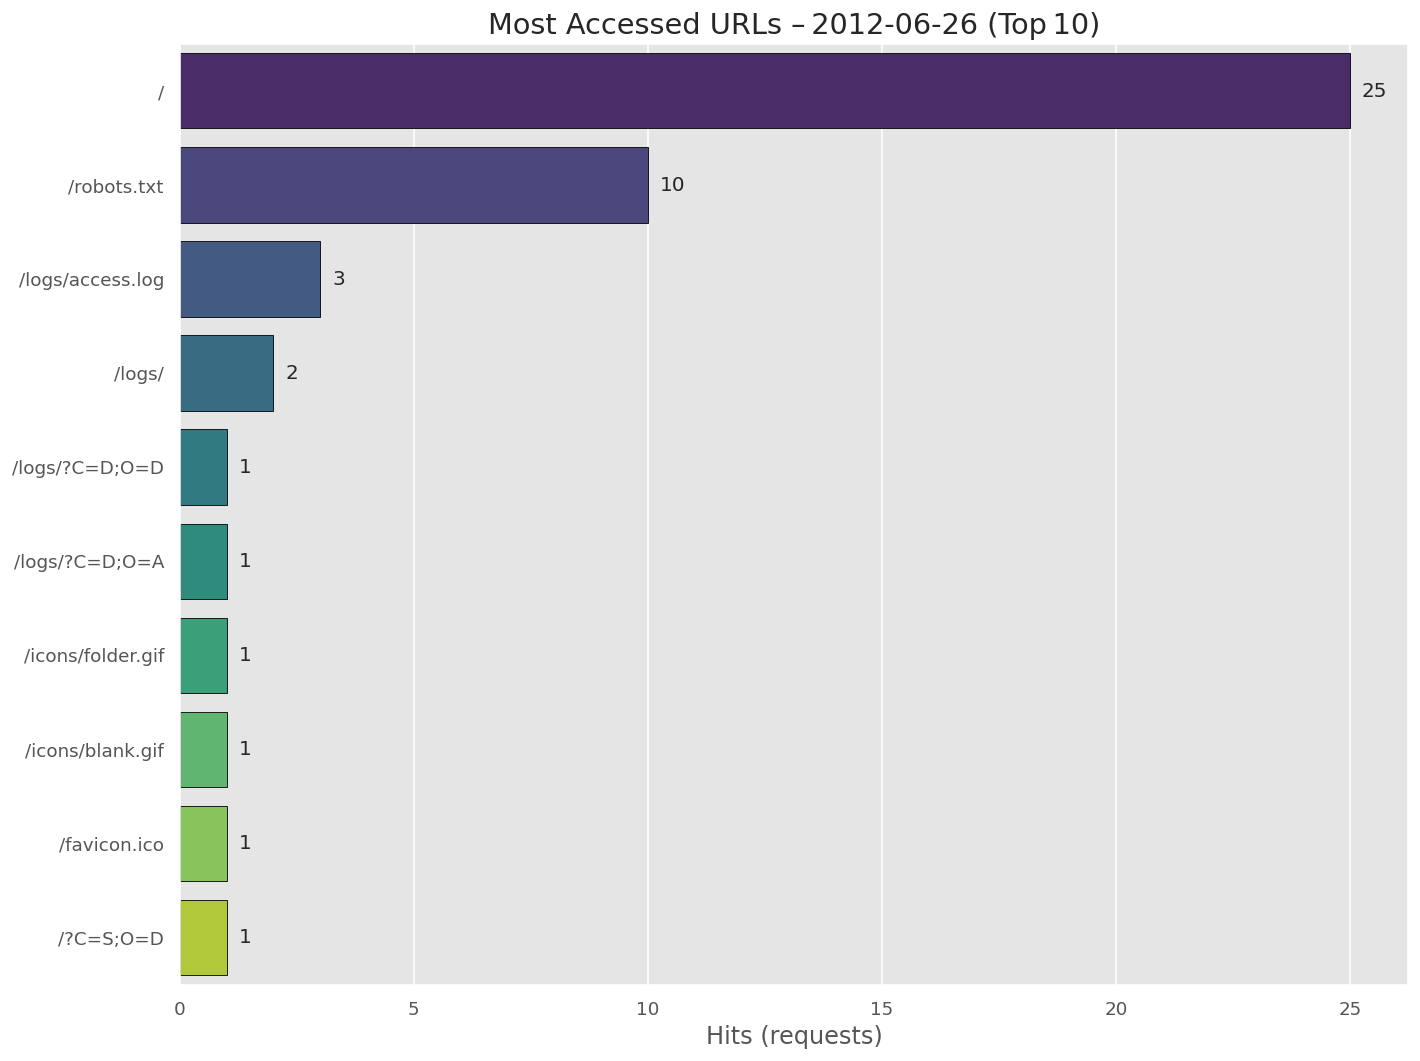 Most Accessed URLs – 2012-06-26 (Top 10)
/ 25
/robots.txt 10
/logs/access.log 3
/logs/ 2
/logs/?C=D;O=D 1
/logs/?C=D;O=A 1
/icons/folder.gif 1
/icons/blank.gif 1
/favicon.ico 1
/?C=S;O=D 1
0 5 10 15 20 25
Hits (requests)